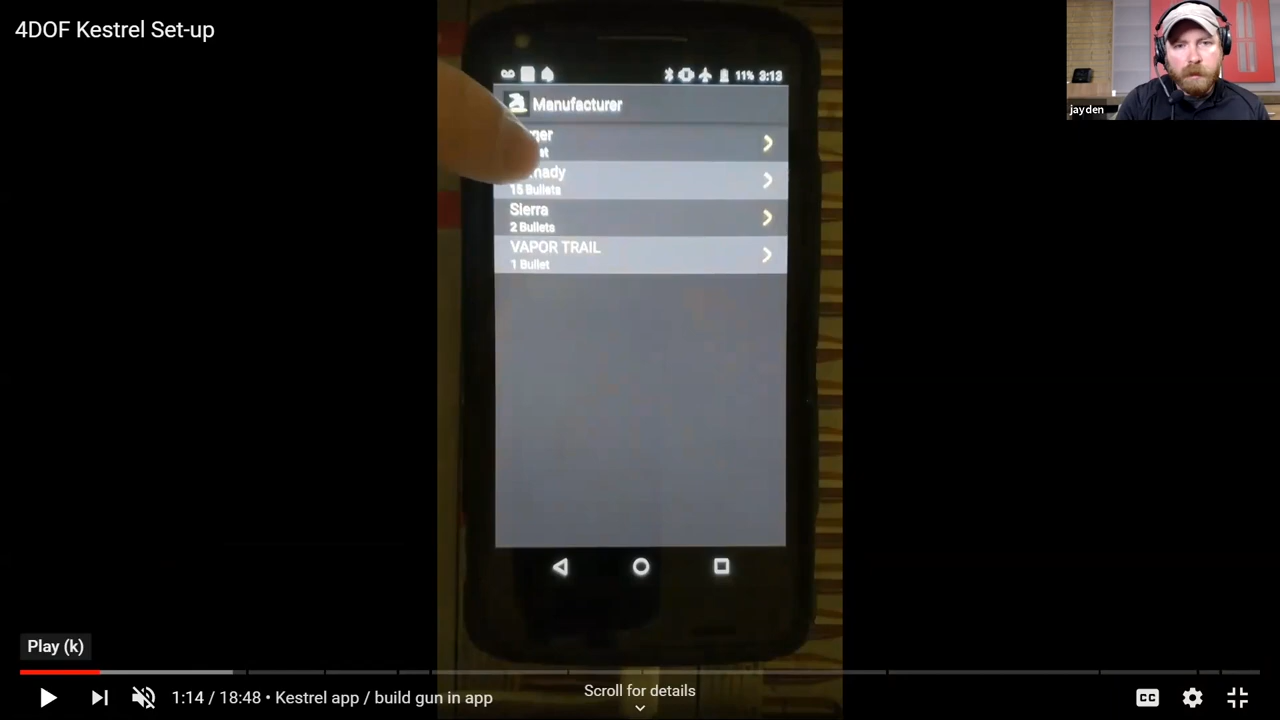 4DOF Kestrel Set-up
jayden
11% 3:13
Manufacturer
15 Bullets
Sierra
2 Bullets
VAPOR TRAIL
1 Bullet
Play (k)
Scroll for details
1:14 / 18:48 • Kestrel app / build gun in app
CC